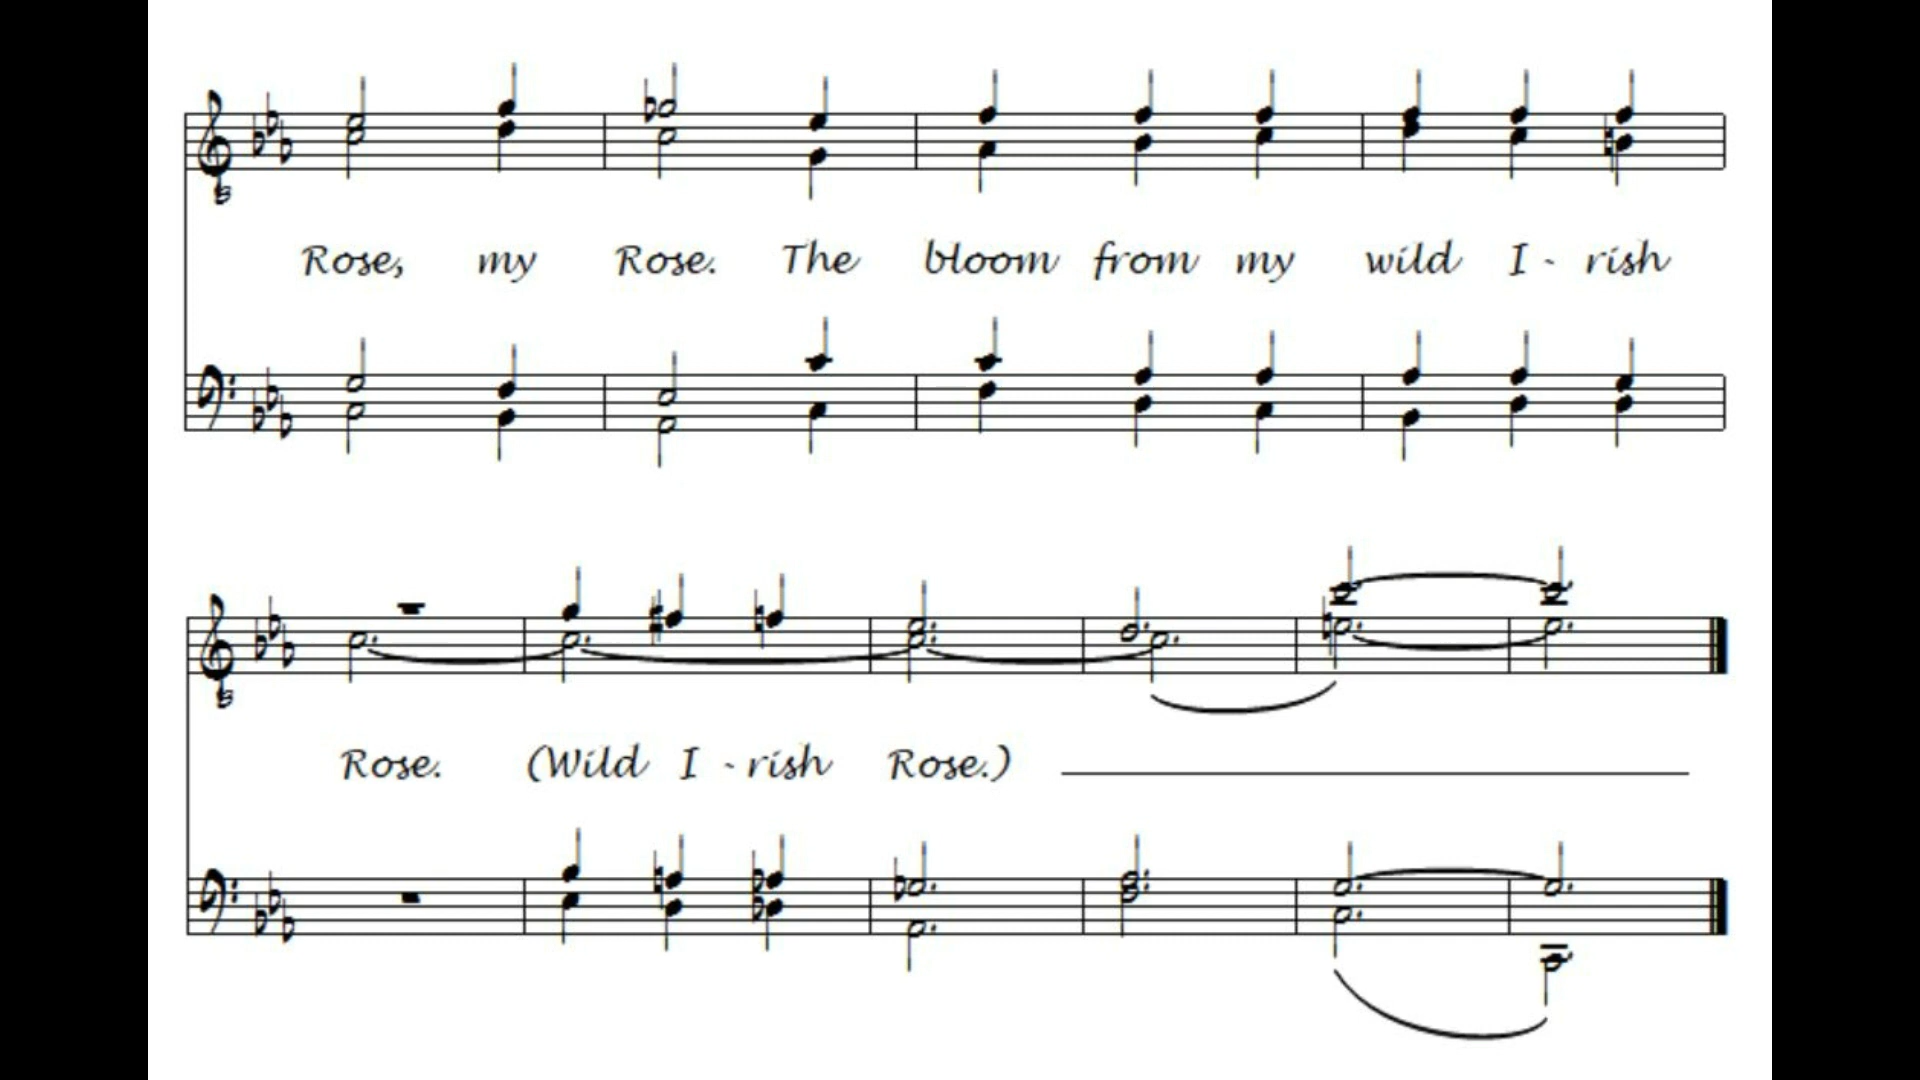 Rose, my Rose. The bloom from my wild I - rish
Rose. (Wild I - rish Rose.)